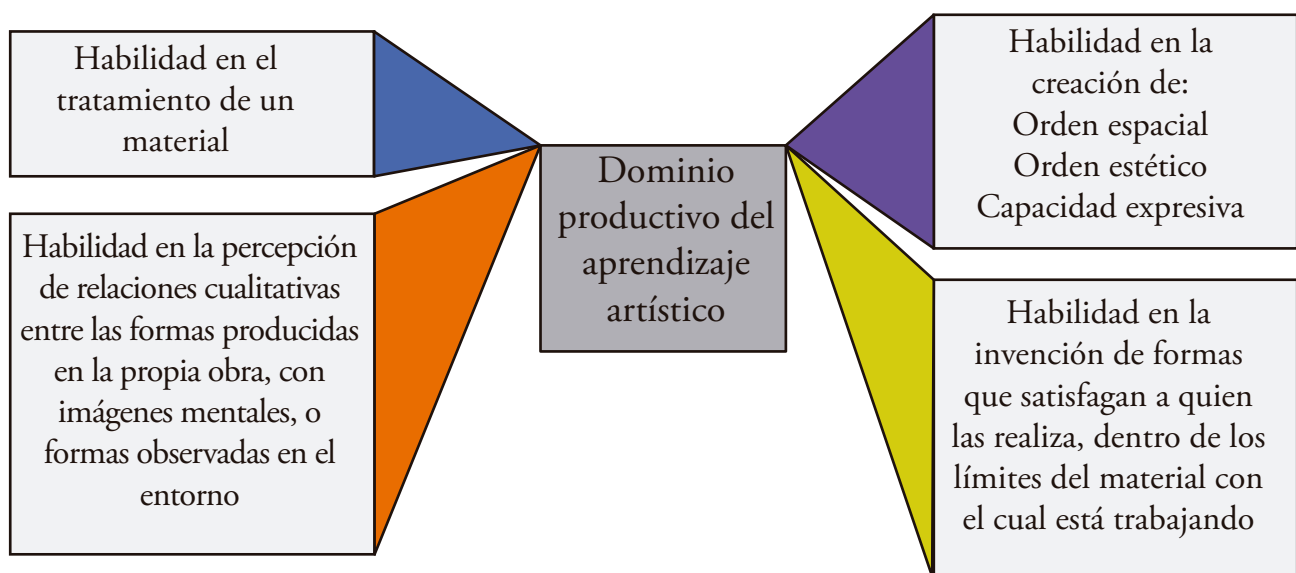 Habilidad en el
tratamiento de un
material
Habilidad en la percepción
de relaciones cualitativas
entre las formas producidas
en la propia obra, con
imágenes mentales, o
formas observadas en el
entorno
Dominio
productivo del
aprendizaje
artístico
Habilidad en la
creación de:
Orden espacial
Orden estético
Capacidad expresiva
Habilidad en la
invención de formas
que satisfagan a quien
las realiza, dentro de los
límites del material con
el cual está trabajando